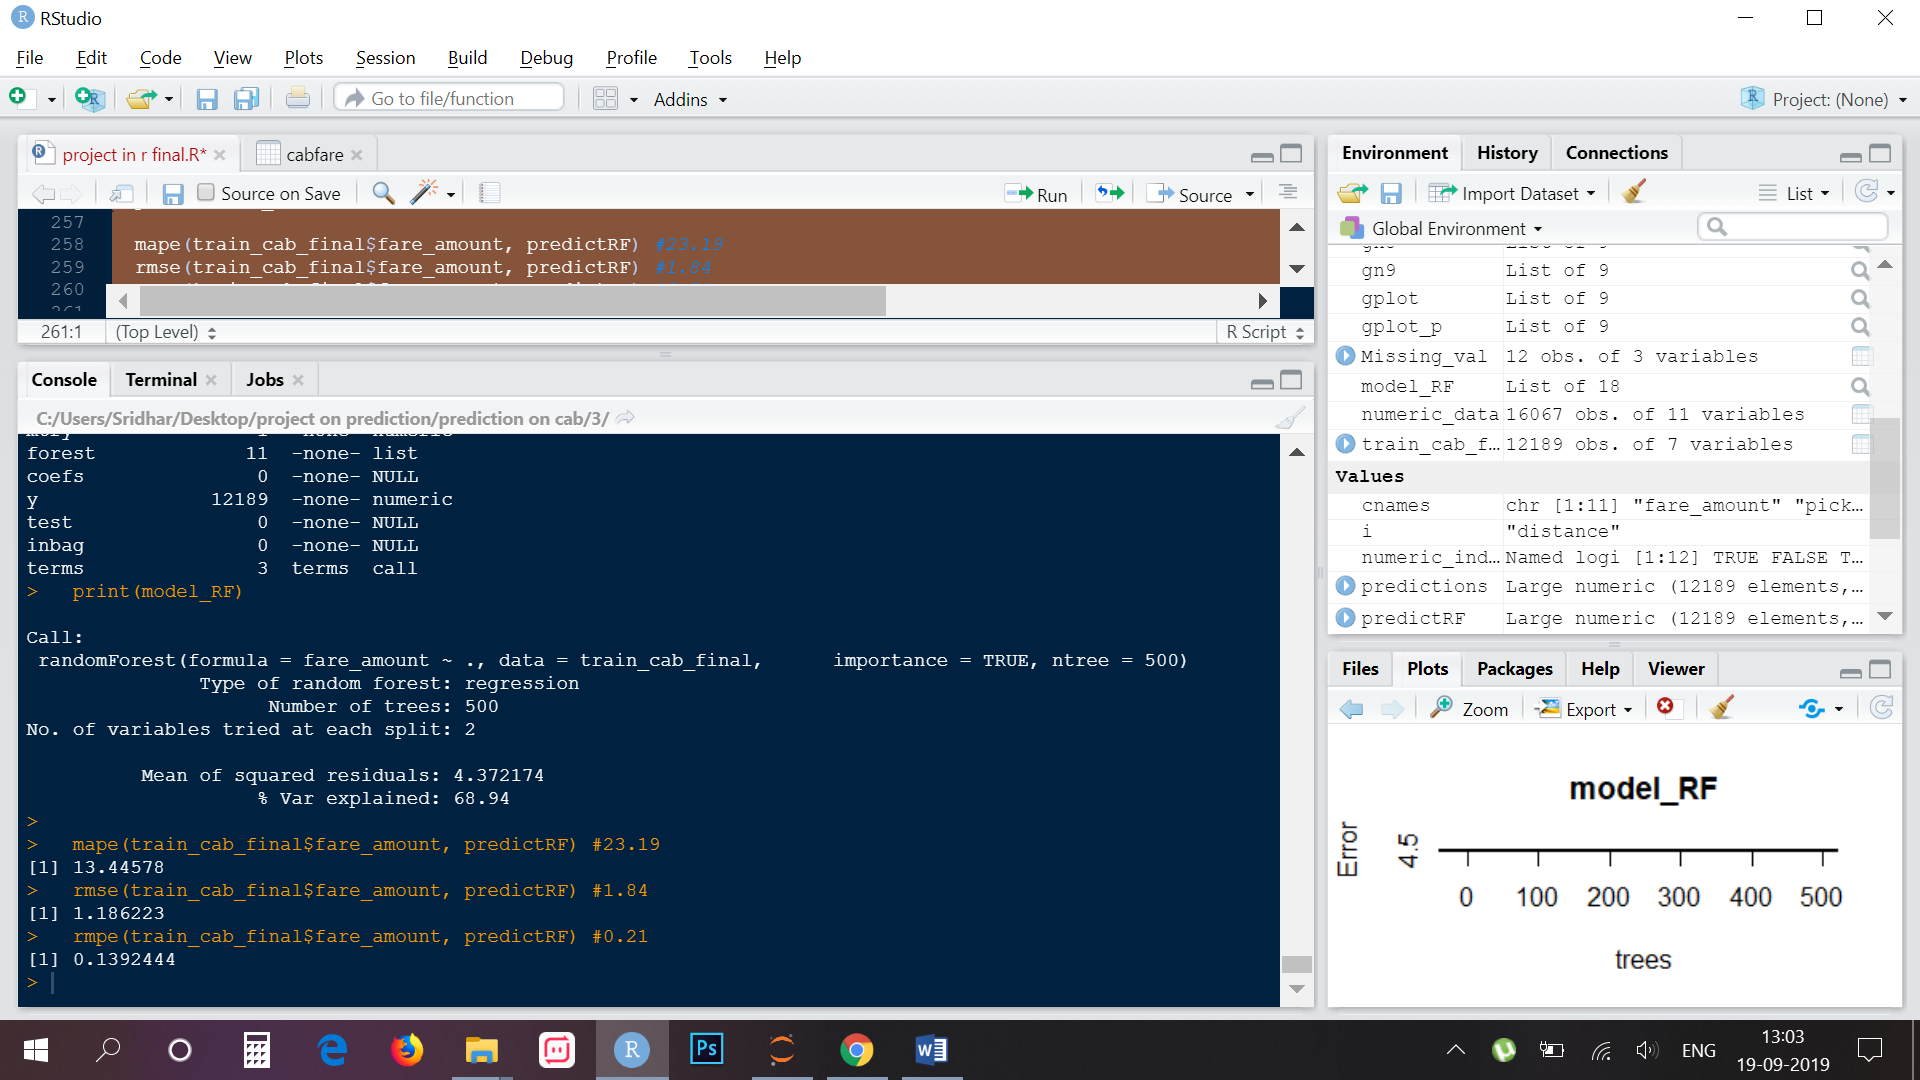 RStudio
File Edit Code View Plots Session Build Debug Profile Tools Help
Go to file/function Addins Project: (None)
project in r final.R* cabfare
Source on Save Run Source
257
258 mape(train_cab_final$fare_amount, predictRF) #23.19
259 rmse(train_cab_final$fare_amount, predictRF) #1.84
260
261
261:1 (Top Level) R Script
Console Terminal Jobs
C:/Users/Sridhar/Desktop/project on prediction/prediction on cab/3/
forest 11 -none- list
coefs 0 -none- NULL
y 12189 -none- numeric
test 0 -none- NULL
inbag 0 -none- NULL
terms 3 terms call
> print(model_RF)
Call:
randomForest(formula = fare_amount ~ ., data = train_cab_final, importance = TRUE, ntree = 500)
Type of random forest: regression
Number of trees: 500
No. of variables tried at each split: 2
Mean of squared residuals: 4.372174
% Var explained: 68.94
>
> mape(train_cab_final$fare_amount, predictRF) #23.19
[1] 13.44578
> rmse(train_cab_final$fare_amount, predictRF) #1.84
[1] 1.186223
> rmpe(train_cab_final$fare_amount, predictRF) #0.21
[1] 0.1392444
>
Environment History Connections
Import Dataset List
Global Environment
gn9 List of 9
gplot List of 9
gplot_p List of 9
Missing_val 12 obs. of 3 variables
model_RF List of 18
numeric_data 16067 obs. of 11 variables
train_cab_f… 12189 obs. of 7 variables
Values
cnames chr [1:11] "fare_amount" "pick…
i "distance"
numeric_ind… Named logi [1:12] TRUE FALSE T…
predictions Large numeric (12189 elements,…
predictRF Large numeric (12189 elements,…
Files Plots Packages Help Viewer
Zoom Export
model_RF
Error
4.5
0 100 200 300 400 500
trees
Ps
ENG
13:03
19-09-2019